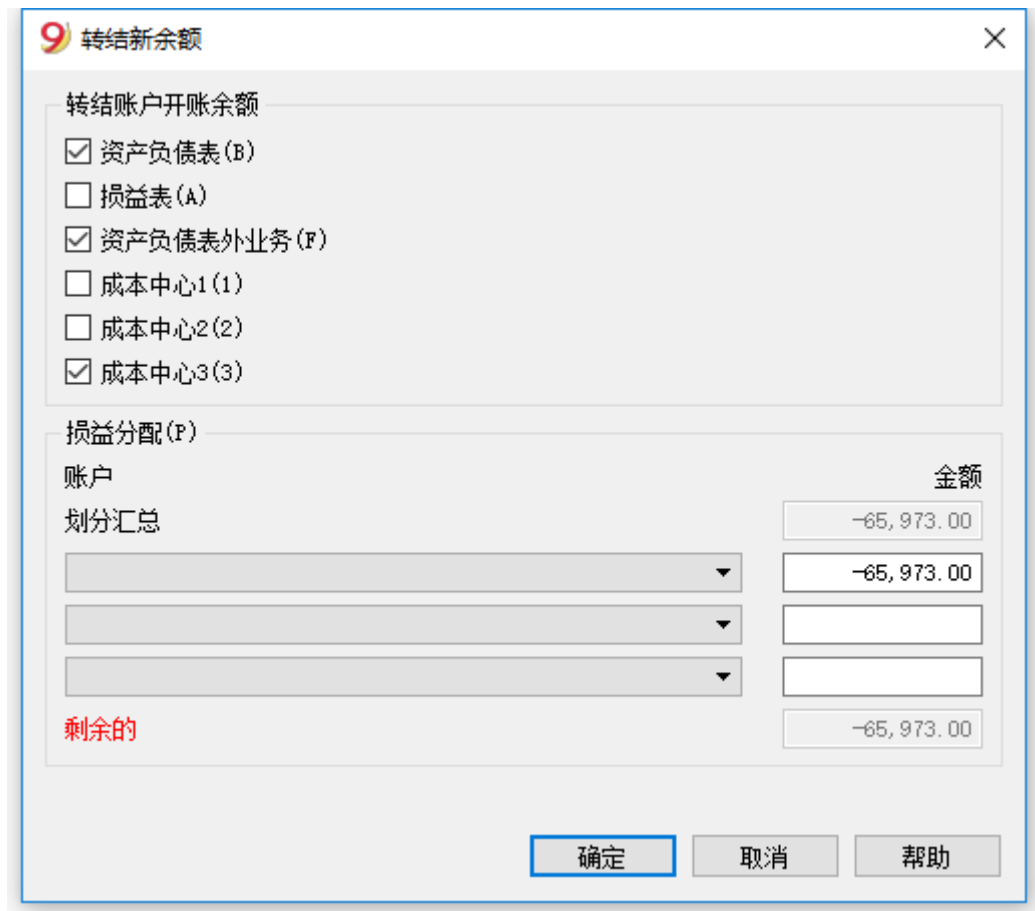 9 转结新余额
转结账户开账余额
资产负债表(B)
损益表(A)
资产负债表外业务(F)
成本中心1(1)
成本中心2(2)
成本中心3(3)
损益分配(P)
账户 金额
划分汇总 -65,973.00
-65,973.00
剩余的 -65,973.00
确定 取消 帮助